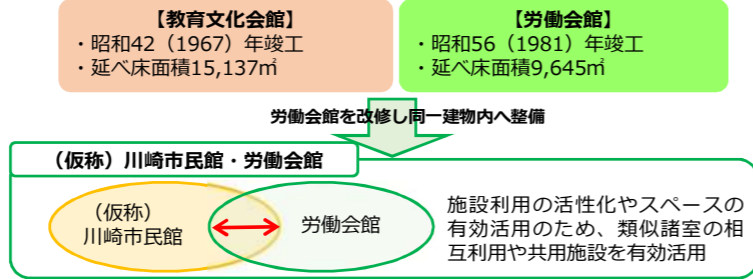 【教育文化会館】
・昭和42（1967）年竣工
・延べ床面積15,137㎡
【労働会館】
・昭和56（1981）年竣工
・延べ床面積9,645㎡
労働会館を改修し同一建物内へ整備
（仮称）川崎市民館・労働会館
（仮称）
川崎市民館
労働会館
施設利用の活性化やスペースの
有効活用のため、類似諸室の相
互利用や共用施設を有効活用